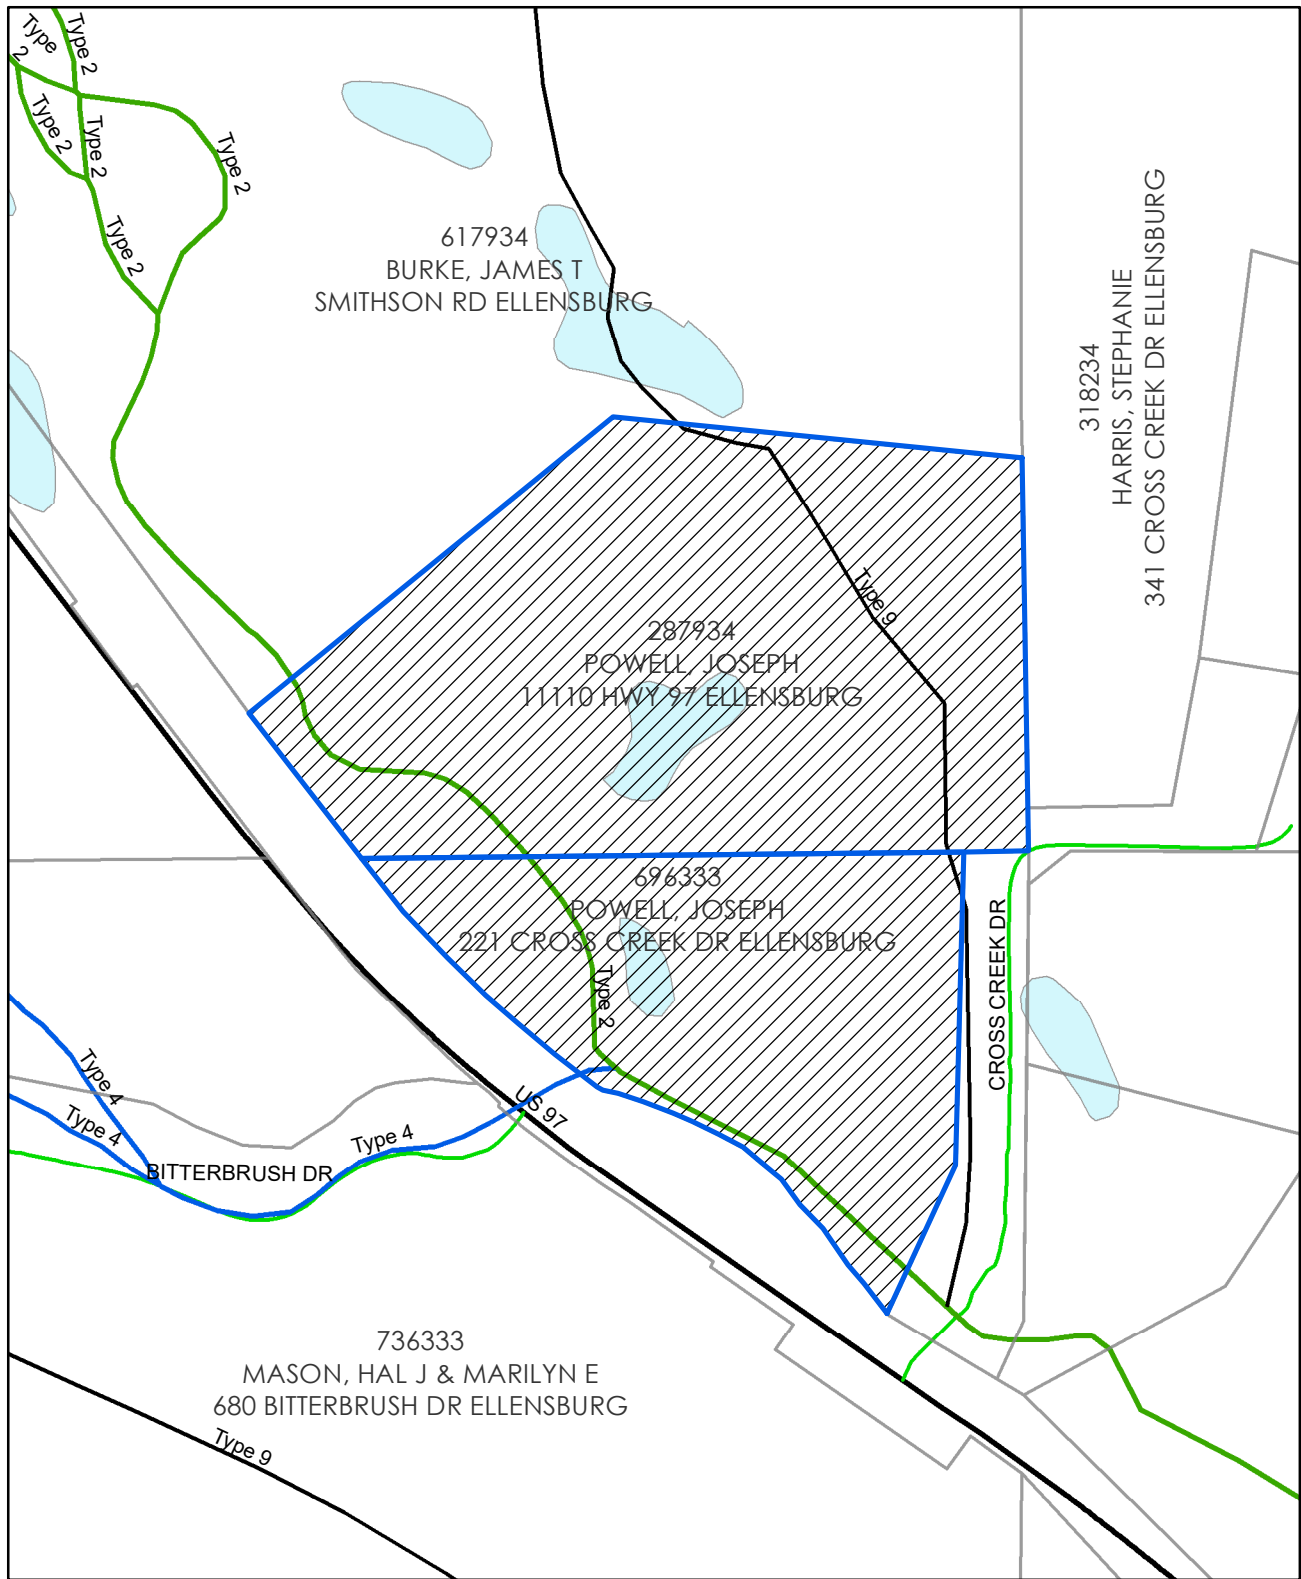 Type
2
Type 2
Type 2
Type 2
Type 2
Type 2
617934
BURKE, JAMES T
SMITHSON RD ELLENSBURG
318234
HARRIS, STEPHANIE
341 CROSS CREEK DR ELLENSBURG
Type 9
287934
POWELL, JOSEPH
11110 HWY 97 ELLENSBURG
696333
POWELL, JOSEPH
221 CROSS CREEK DR ELLENSBURG
Type 2
CROSS CREEK DR
Type 4
Type 4
Type 4
US 97
BITTERBRUSH DR
736333
MASON, HAL J & MARILYN E
680 BITTERBRUSH DR ELLENSBURG
Type 9